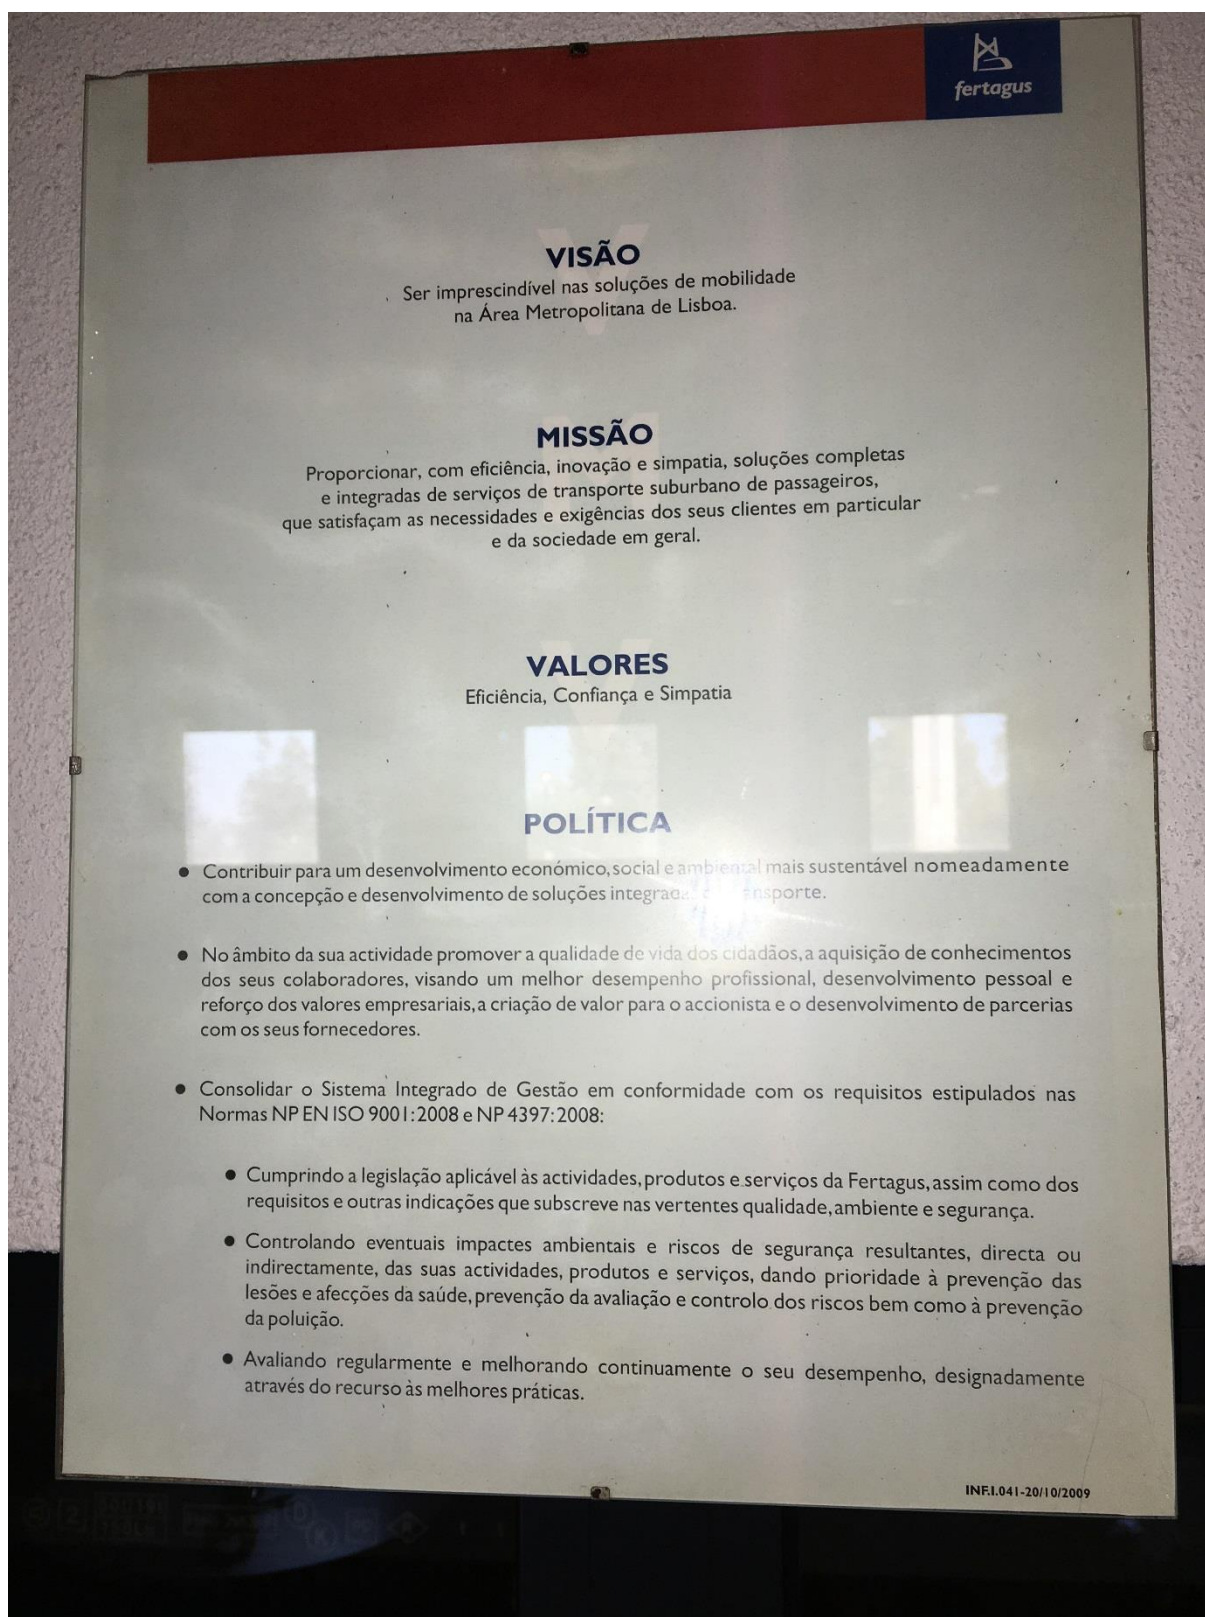 fertagus
VISÃO
Ser imprescindível nas soluções de mobilidade
na Área Metropolitana de Lisboa.
MISSÃO
Proporcionar, com eficiência, inovação e simpatia, soluções completas
e integradas de serviços de transporte suburbano de passageiros,
que satisfaçam as necessidades e exigências dos seus clientes em particular
e da sociedade em geral.
VALORES
Eficiência, Confiança e Simpatia
POLÍTICA
• Contribuir para um desenvolvimento económico, social e ambiental mais sustentável nomeadamente
com a concepção e desenvolvimento de soluções
• No âmbito da sua actividade promover a qualidade de vida dos cidadãos, a aquisição de conhecimentos
dos seus colaboradores, visando um melhor desempenho profissional, desenvolvimento pessoal e
reforço dos valores empresariais, a criação de valor para o accionista e o desenvolvimento de parcerias
com os seus fornecedores.
• Consolidar o Sistema Integrado de Gestão em conformidade com os requisitos estipulados nas
Normas NP EN ISO 9001:2008 e NP 4397:2008:
• Cumprindo a legislação aplicável às actividades, produtos e serviços da Fertagus, assim como dos
requisitos e outras indicações que subscreve nas vertentes qualidade, ambiente e segurança.
• Controlando eventuais impactes ambientais e riscos de segurança resultantes, directa ou
indirectamente, das suas actividades, produtos e serviços, dando prioridade à prevenção das
lesões e afecções da saúde, prevenção da avaliação e controlo dos riscos bem como à prevenção
da poluição.
• Avaliando regularmente e melhorando continuamente o seu desempenho, designadamente
através do recurso às melhores práticas.
INF.I.041-20/10/2009